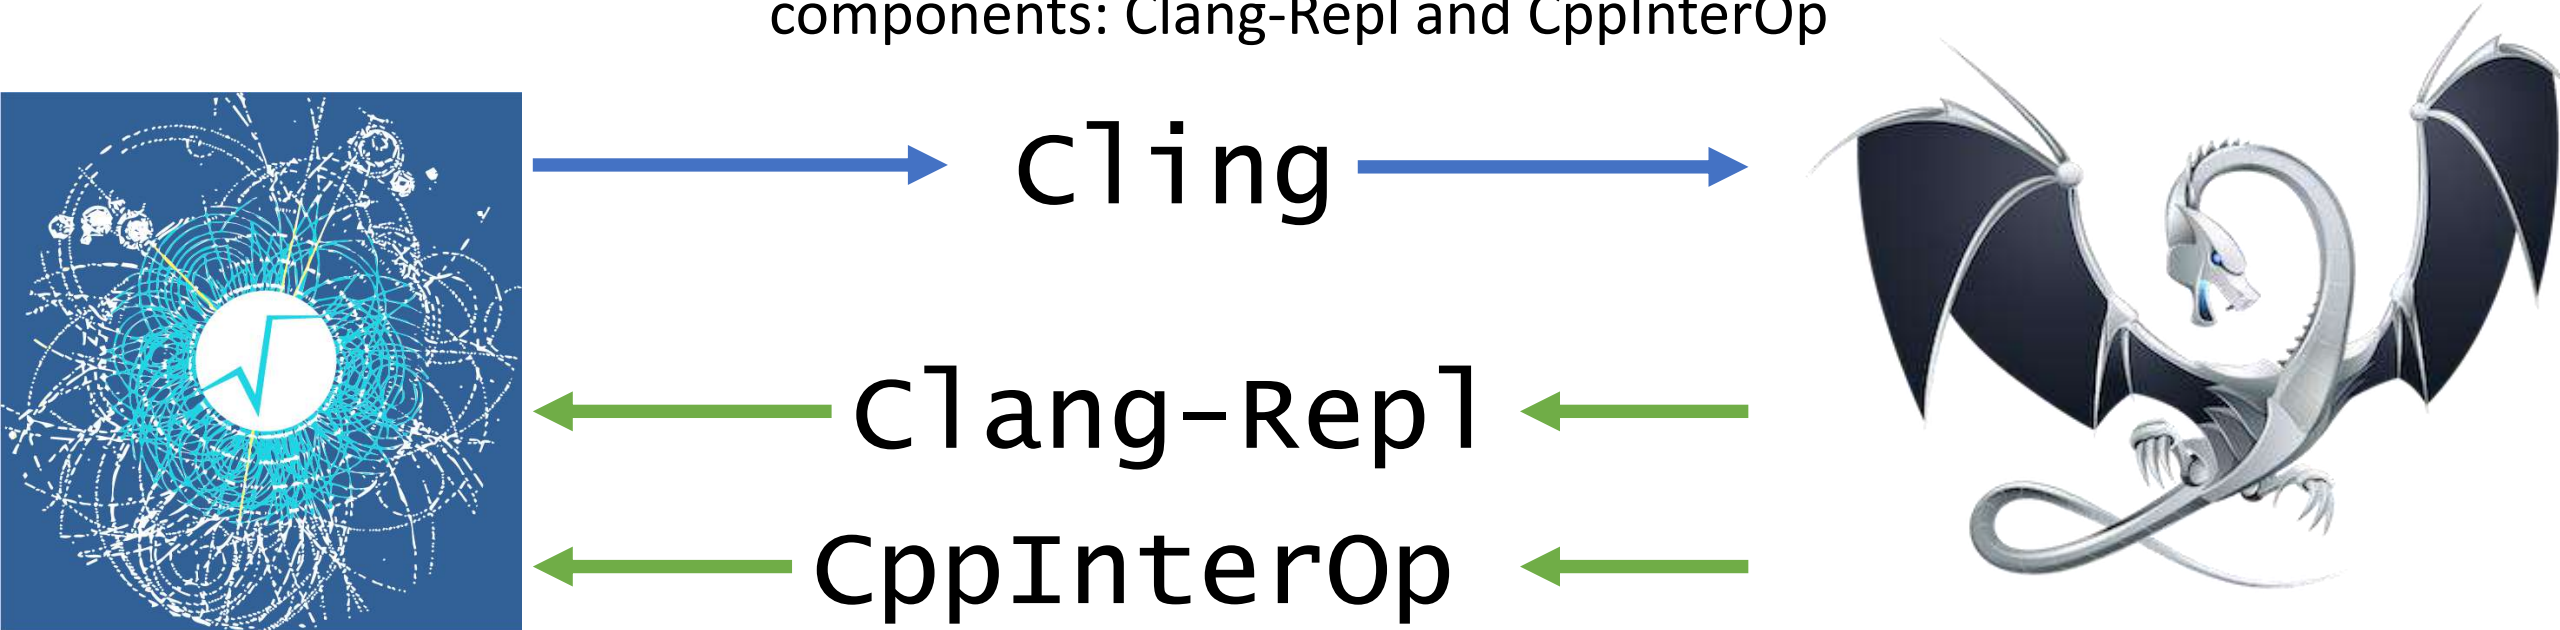 components: Clang-Repl and CppInterOp
Cling
Clang-Repl
CppInterOp